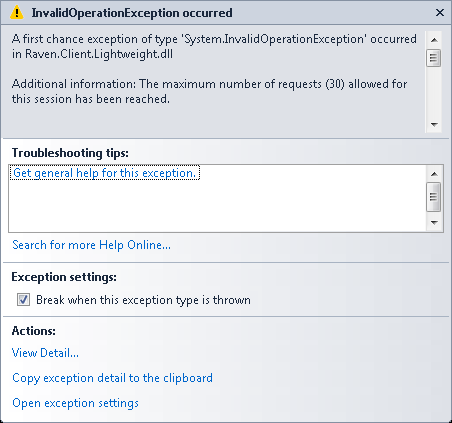 InvalidOperationException occurred
A first chance exception of type 'System.InvalidOperationException' occurred
in Raven.Client.Lightweight.dll
Additional information: The maximum number of requests (30) allowed for
this session has been reached.
Troubleshooting tips:
Get general help for this exception.
Search for more Help Online...
Exception settings:
Break when this exception type is thrown
Actions:
View Detail...
Copy exception detail to the clipboard
Open exception settings